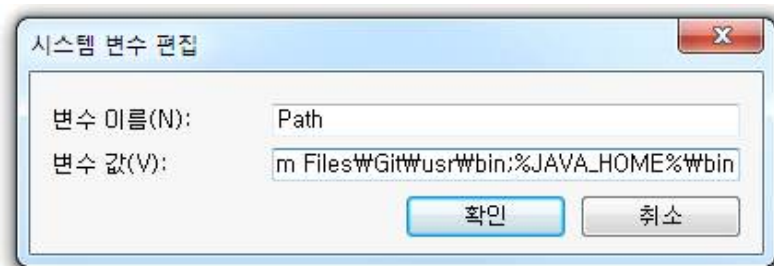 시스템 변수 편집
변수 이름(N):
Path
변수 값(V):
m Files₩Git₩usr₩bin;%JAVA_HOME%₩bin
확인
취소